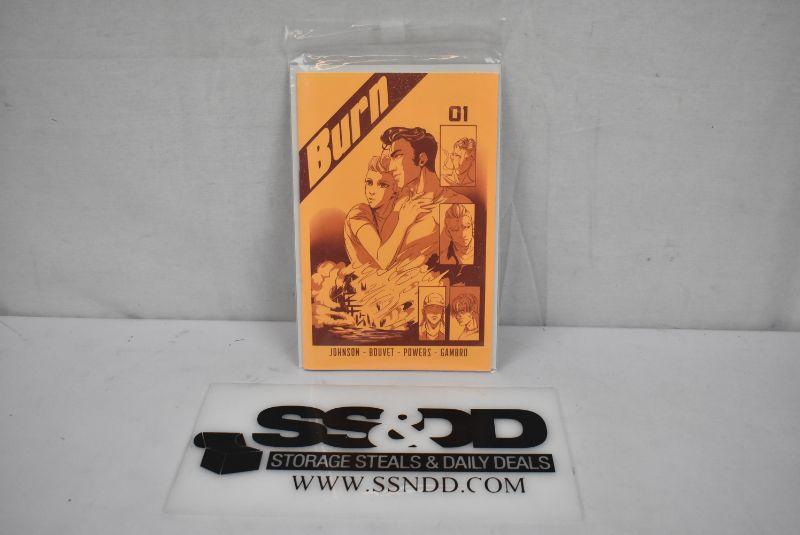 Burn
01
JOHNSON - BOUVET - POWERS - GAMBRO
SS&DD
STORAGE STEALS & DAILY DEALS
WWW.SSNDD.COM